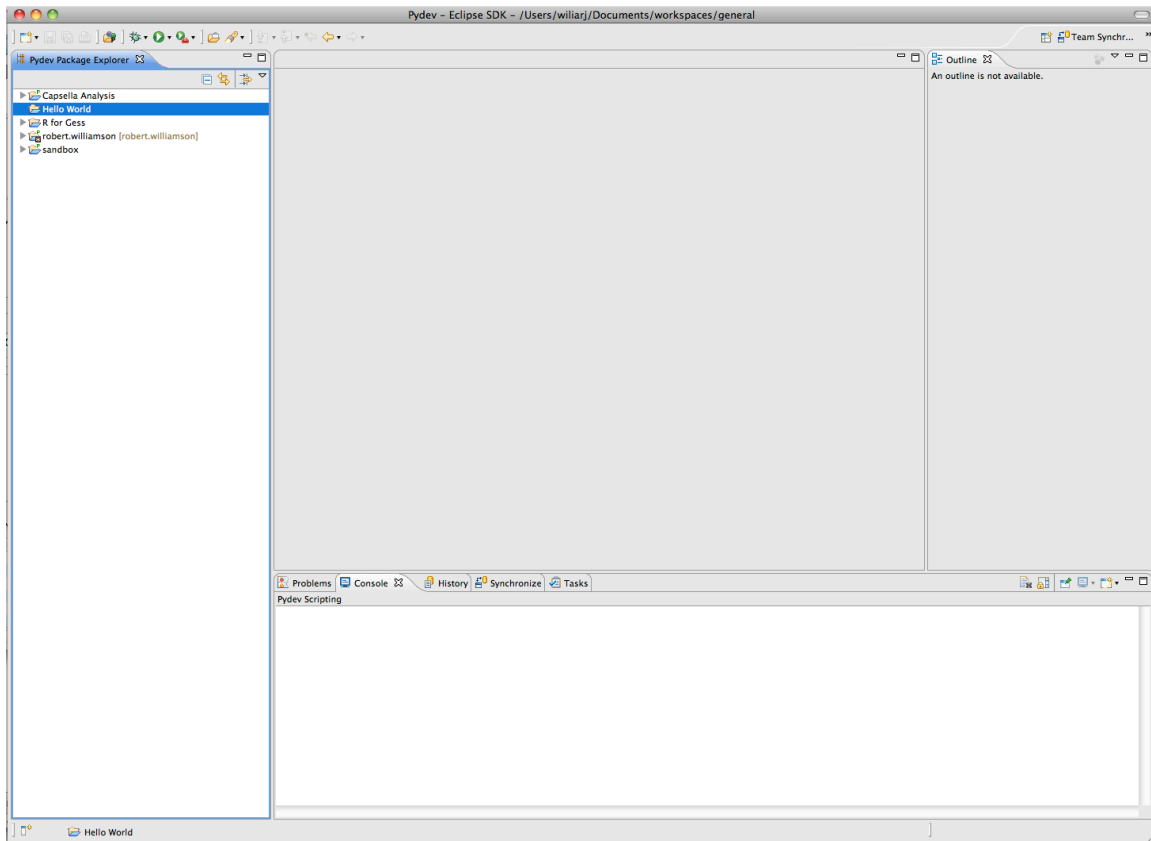 Pydev - Eclipse SDK - /Users/wiliarj/Documents/workspaces/general
Team Synchr... »
Pydev Package Explorer
Outline
An outline is not available.
Capsella Analysis
Hello World
R for Gess
robert.williamson [robert.williamson]
sandbox
Problems Console History Synchronize Tasks
Pydev Scripting
Hello World